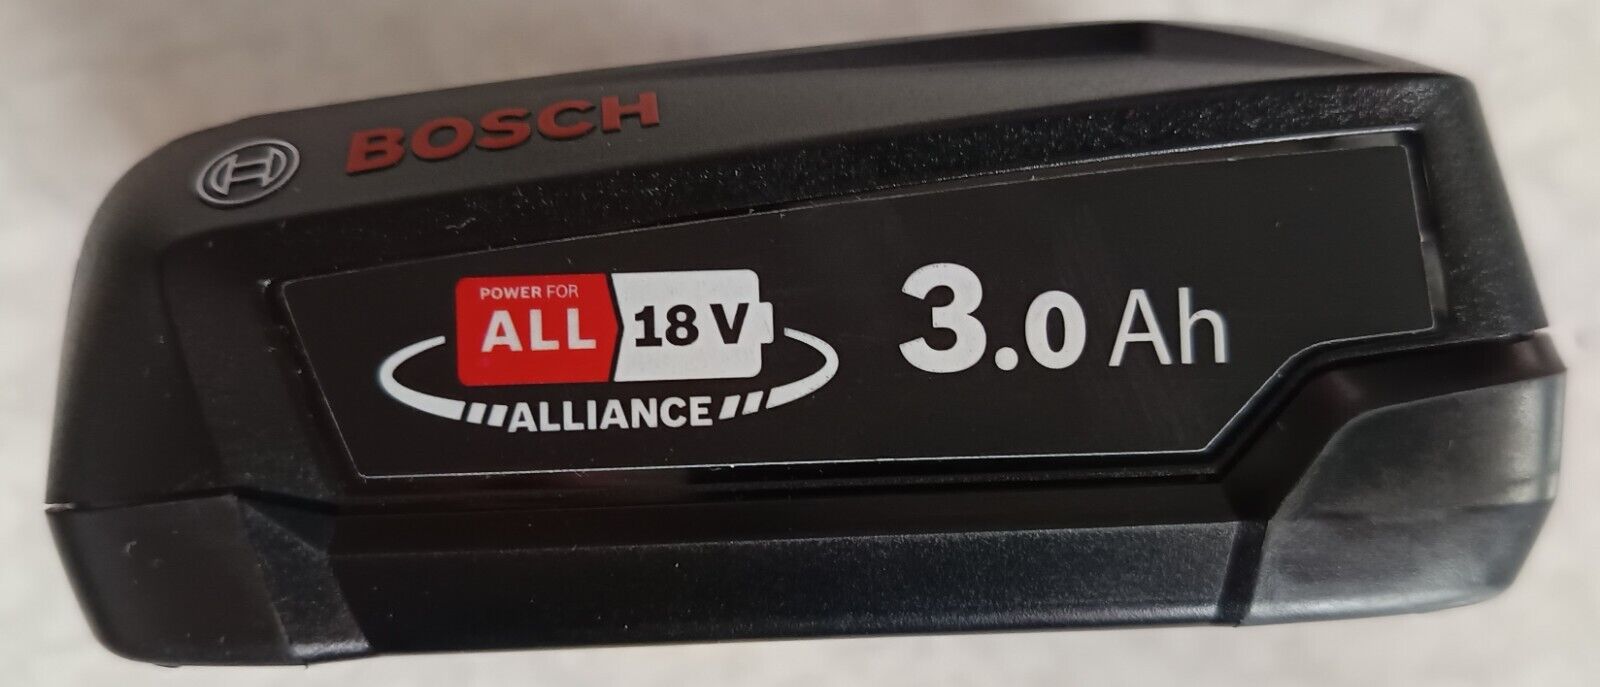 BOSCH
POWER FOR
ALL 18 V
ALLIANCE
3.0 Ah